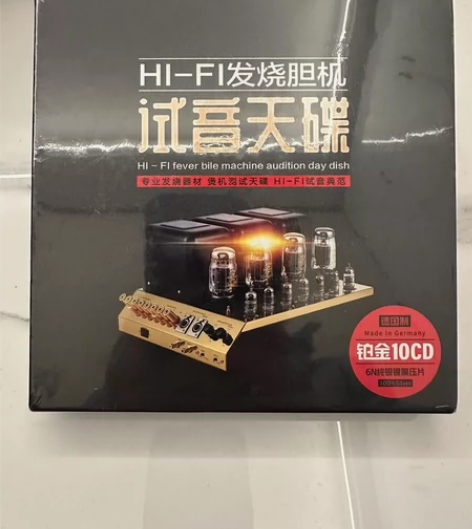 HI-FI发烧胆机
试音天碟
HI - FI fever bile machine audition day dish
专业发烧器材 煲机测试天碟 HI-FI试音典范
德国制
Made in Germany
铂金10CD
6N纯银镀膜压片